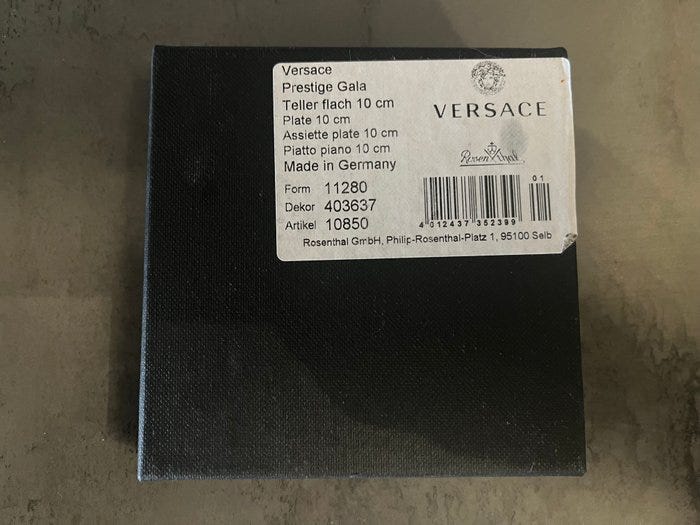 Versace
Prestige Gala
Teller flach 10 cm
Plate 10 cm
Assiette plate 10 cm
Piatto piano 10 cm
Made in Germany
Form 11280
Dekor 403637
Artikel 10850
VERSACE
Rosenthal
01
4 012437 352399
Rosenthal GmbH, Philip-Rosenthal-Platz 1, 95100 Selb